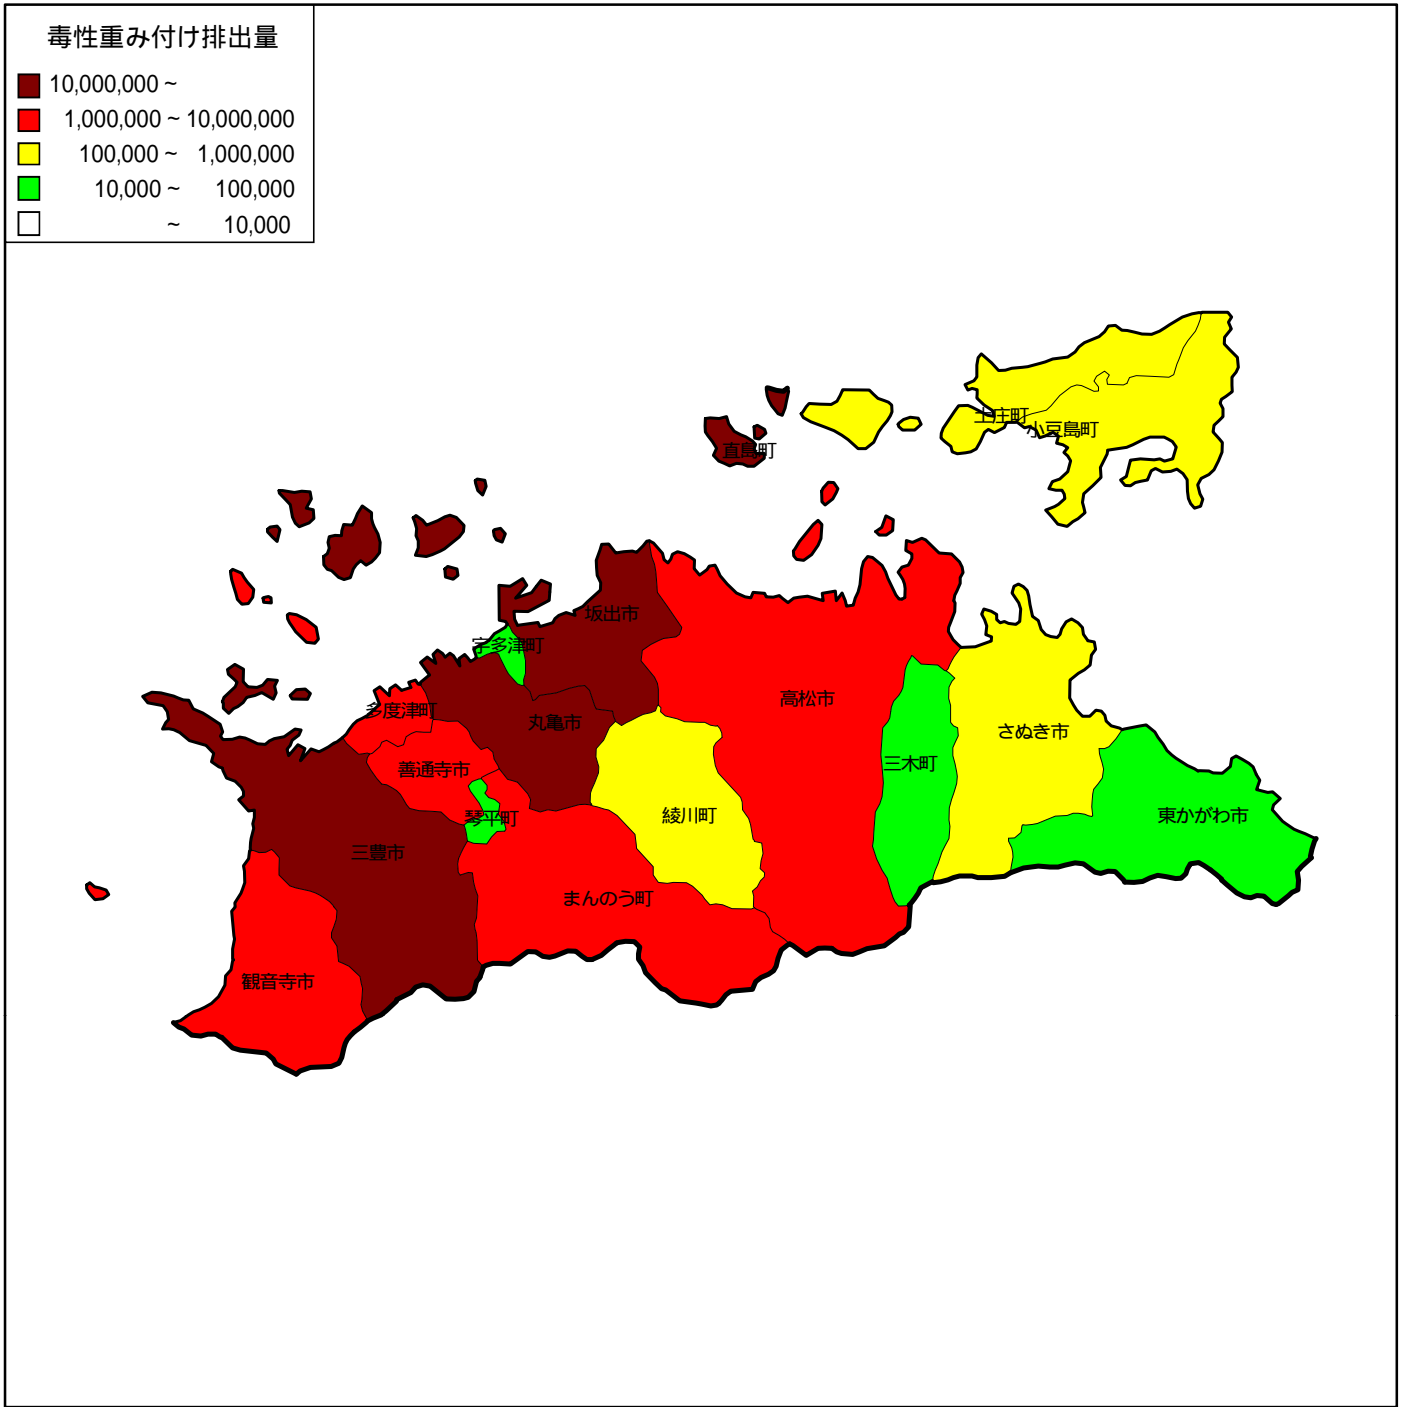 毒性重み付け排出量
10,000,000 ~
1,000,000 ~ 10,000,000
100,000 ~ 1,000,000
10,000 ~ 100,000
~ 10,000
土庄町
小豆島町
直島町
坂出市
宇多津町
高松市
多度津町
丸亀市
さぬき市
善通寺市
三木町
琴平町
綾川町
東かがわ市
三豊市
まんのう町
観音寺市